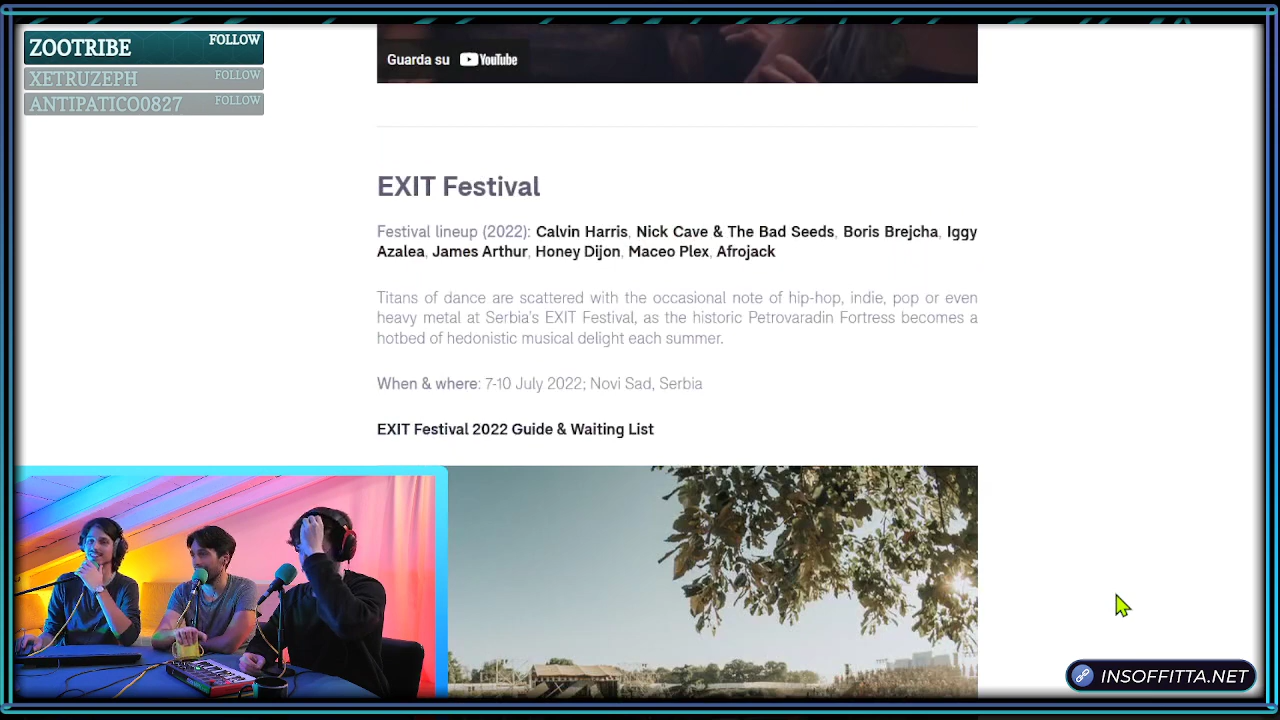 ZOOTRIBE FOLLOW
XETRUZEPH FOLLOW
ANTIPATICO0827 FOLLOW
Guarda su YouTube
EXIT Festival
Festival lineup (2022): Calvin Harris, Nick Cave & The Bad Seeds, Boris Brejcha, Iggy
Azalea, James Arthur, Honey Dijon, Maceo Plex, Afrojack
Titans of dance are scattered with the occasional note of hip-hop, indie, pop or even
heavy metal at Serbia's EXIT Festival, as the historic Petrovaradin Fortress becomes a
hotbed of hedonistic musical delight each summer.
When & where: 7-10 July 2022; Novi Sad, Serbia
EXIT Festival 2022 Guide & Waiting List
INSOFFITTA.NET